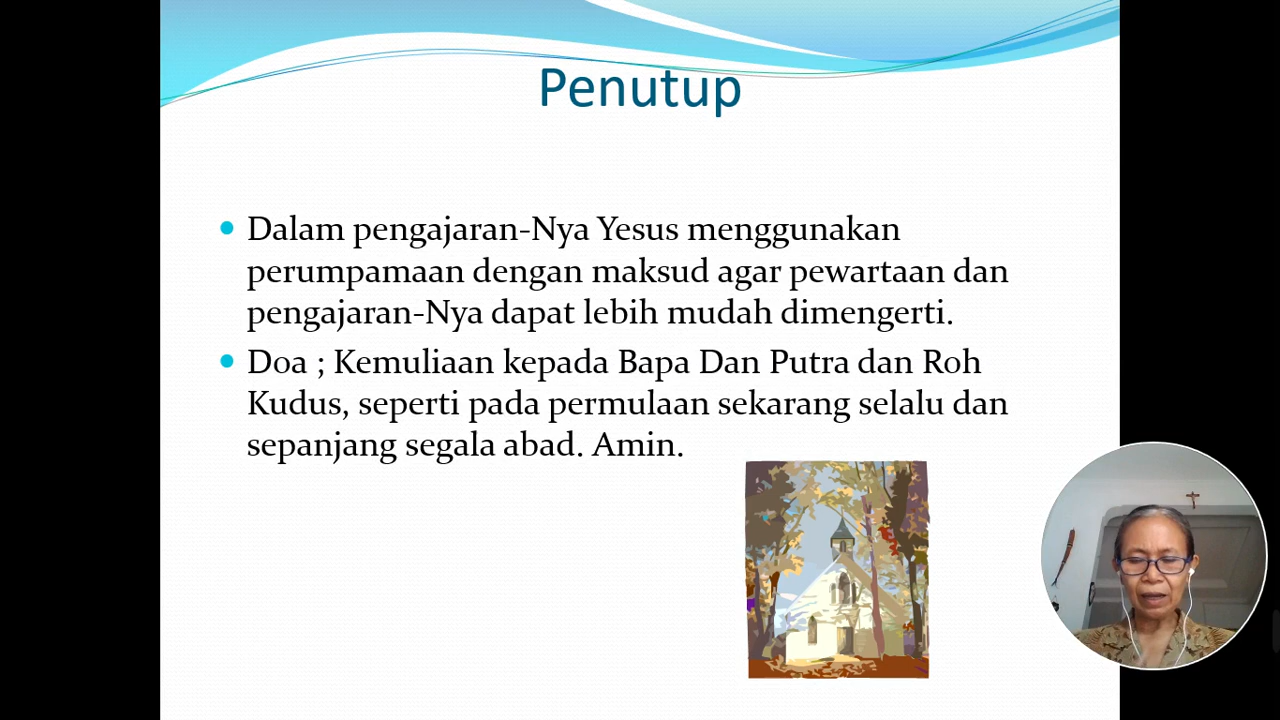 Penutup
Dalam pengajaran-Nya Yesus menggunakan
perumpamaan dengan maksud agar pewartaan dan
pengajaran-Nya dapat lebih mudah dimengerti.
Doa ; Kemuliaan kepada Bapa Dan Putra dan Roh
Kudus, seperti pada permulaan sekarang selalu dan
sepanjang segala abad. Amin.